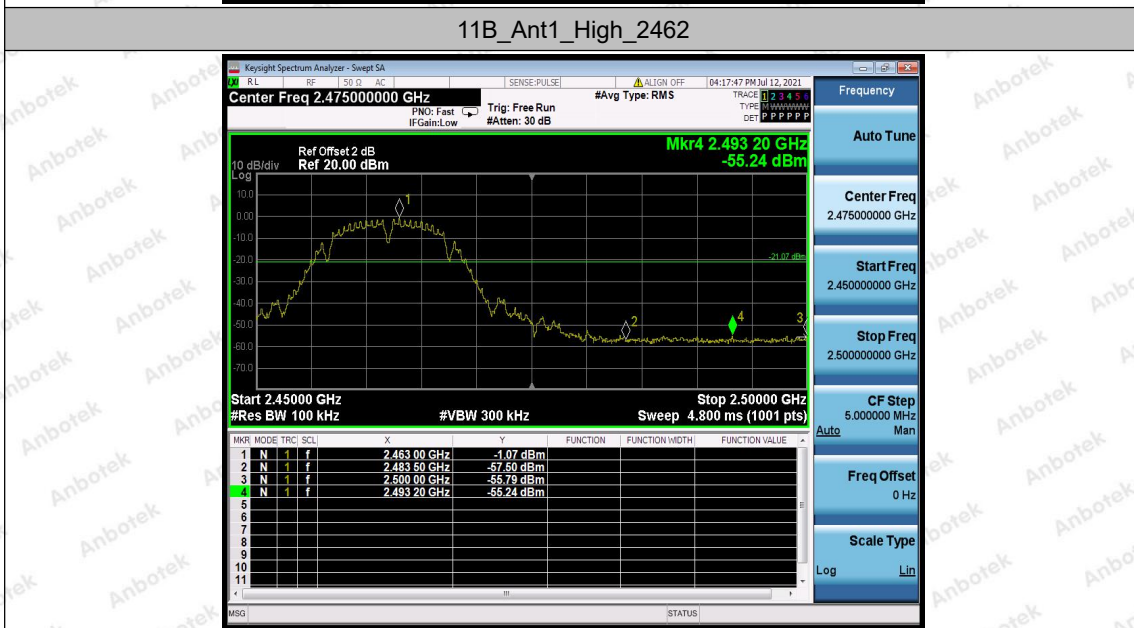 11B_Ant1_High_2462
Keysight Spectrum Analyzer - Swept SA
RL RF 50 Ω AC SENSE:PULSE ALIGN OFF 04:17:47 PM Jul 12, 2021
Center Freq 2.475000000 GHz #Avg Type: RMS TRACE 1 2 3 4 5 6
PNO: Fast Trig: Free Run TYPE M W W W W W
IFGain:Low #Atten: 30 dB DET P P P P P P
Mkr4 2.493 20 GHz
-55.24 dBm
Ref Offset 2 dB
10 dB/div Ref 20.00 dBm
Log
10.0
0.00
-10.0
-20.0
-30.0
-40.0
-50.0
-60.0
-70.0
1
-21.07 dBm
2
4
3
Start 2.45000 GHz Stop 2.50000 GHz
#Res BW 100 kHz #VBW 300 kHz Sweep 4.800 ms (1001 pts)
MKR MODE TRC SCL X Y FUNCTION FUNCTION WIDTH FUNCTION VALUE
1 N 1 f 2.463 00 GHz -1.07 dBm
2 N 1 f 2.483 50 GHz -57.50 dBm
3 N 1 f 2.500 00 GHz -55.79 dBm
4 N 1 f 2.493 20 GHz -55.24 dBm
5
6
7
8
9
10
11
MSG STATUS
Frequency
Auto Tune
Center Freq
2.475000000 GHz
Start Freq
2.450000000 GHz
Stop Freq
2.500000000 GHz
CF Step
5.000000 MHz
Auto Man
Freq Offset
0 Hz
Scale Type
Log Lin
Anbotek